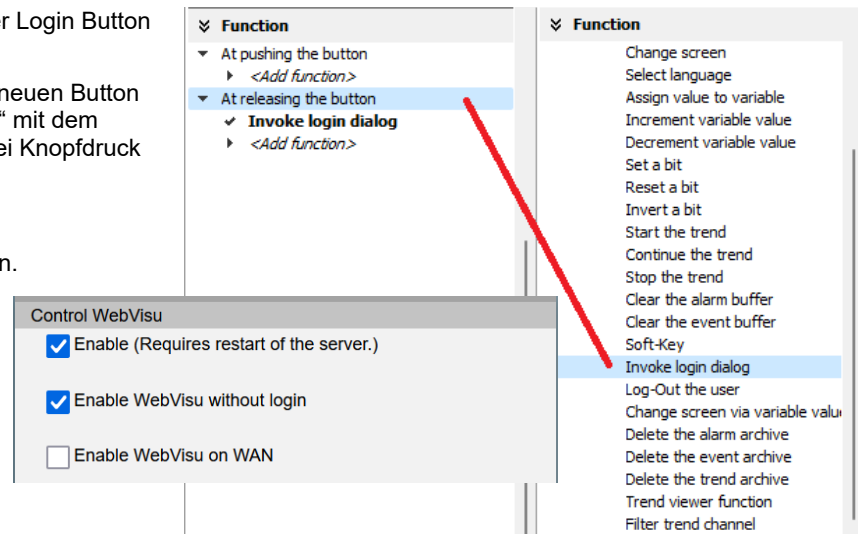 er Login Button
neuen Button
“ mit dem
ei Knopfdruck
n.
Function
At pushing the button
<Add function>
At releasing the button
Invoke login dialog
<Add function>
Control WebVisu
Enable (Requires restart of the server.)
Enable WebVisu without login
Enable WebVisu on WAN
Function
Change screen
Select language
Assign value to variable
Increment variable value
Decrement variable value
Set a bit
Reset a bit
Invert a bit
Start the trend
Continue the trend
Stop the trend
Clear the alarm buffer
Clear the event buffer
Soft-Key
Invoke login dialog
Log-Out the user
Change screen via variable valu
Delete the alarm archive
Delete the event archive
Delete the trend archive
Trend viewer function
Filter trend channel